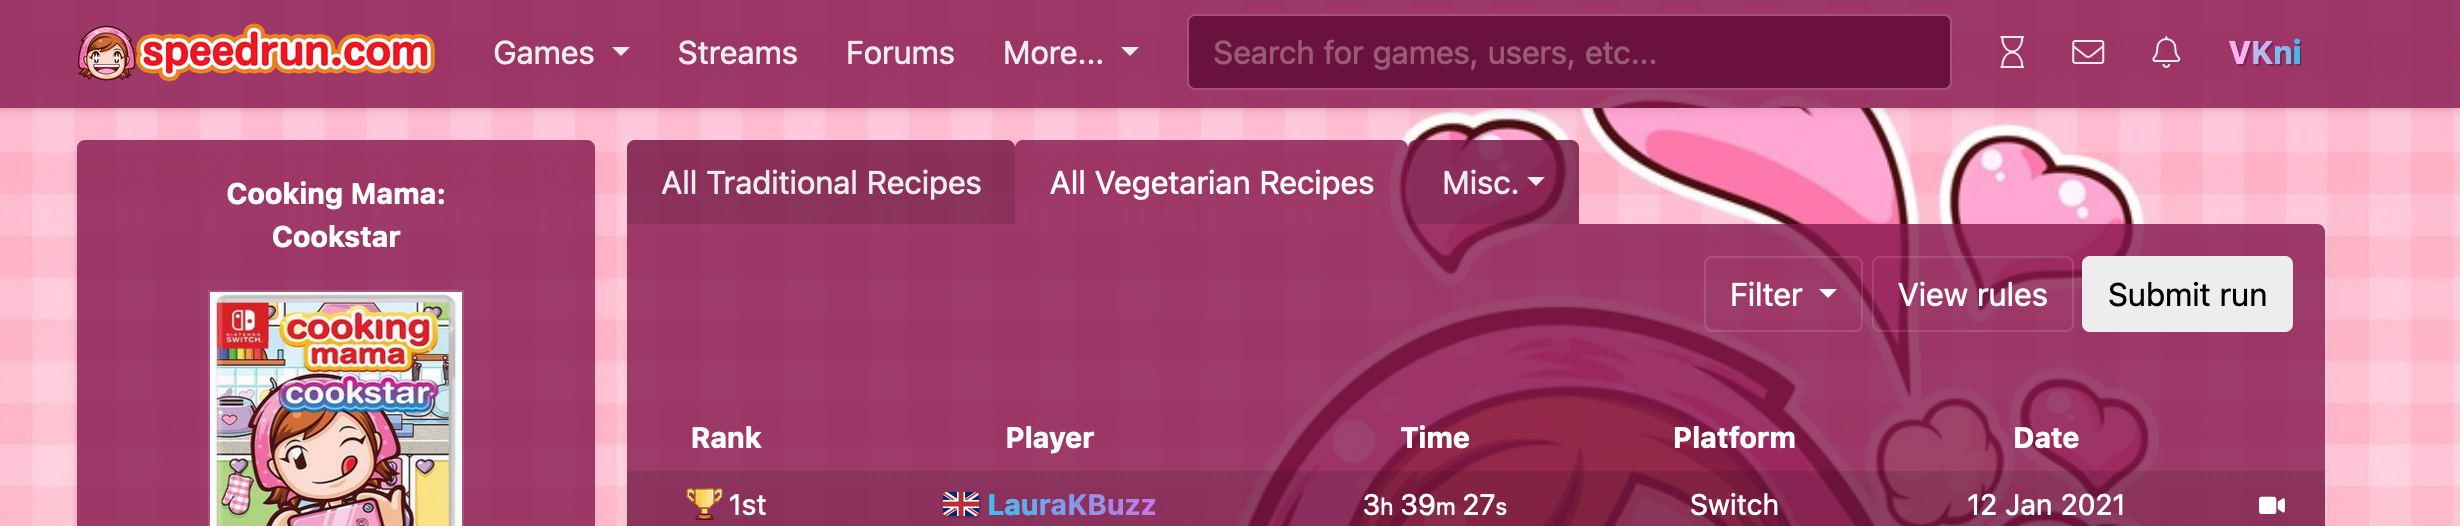 speedrun.com Games Streams Forums More... Search for games, users, etc... VKni
Cooking Mama:
Cookstar
NINTENDO
SWITCH.
cooking
mama
cookstar
All Traditional Recipes All Vegetarian Recipes Misc.
Filter View rules Submit run
Rank Player Time Platform Date
1st LauraKBuzz 3h 39m 27s Switch 12 Jan 2021